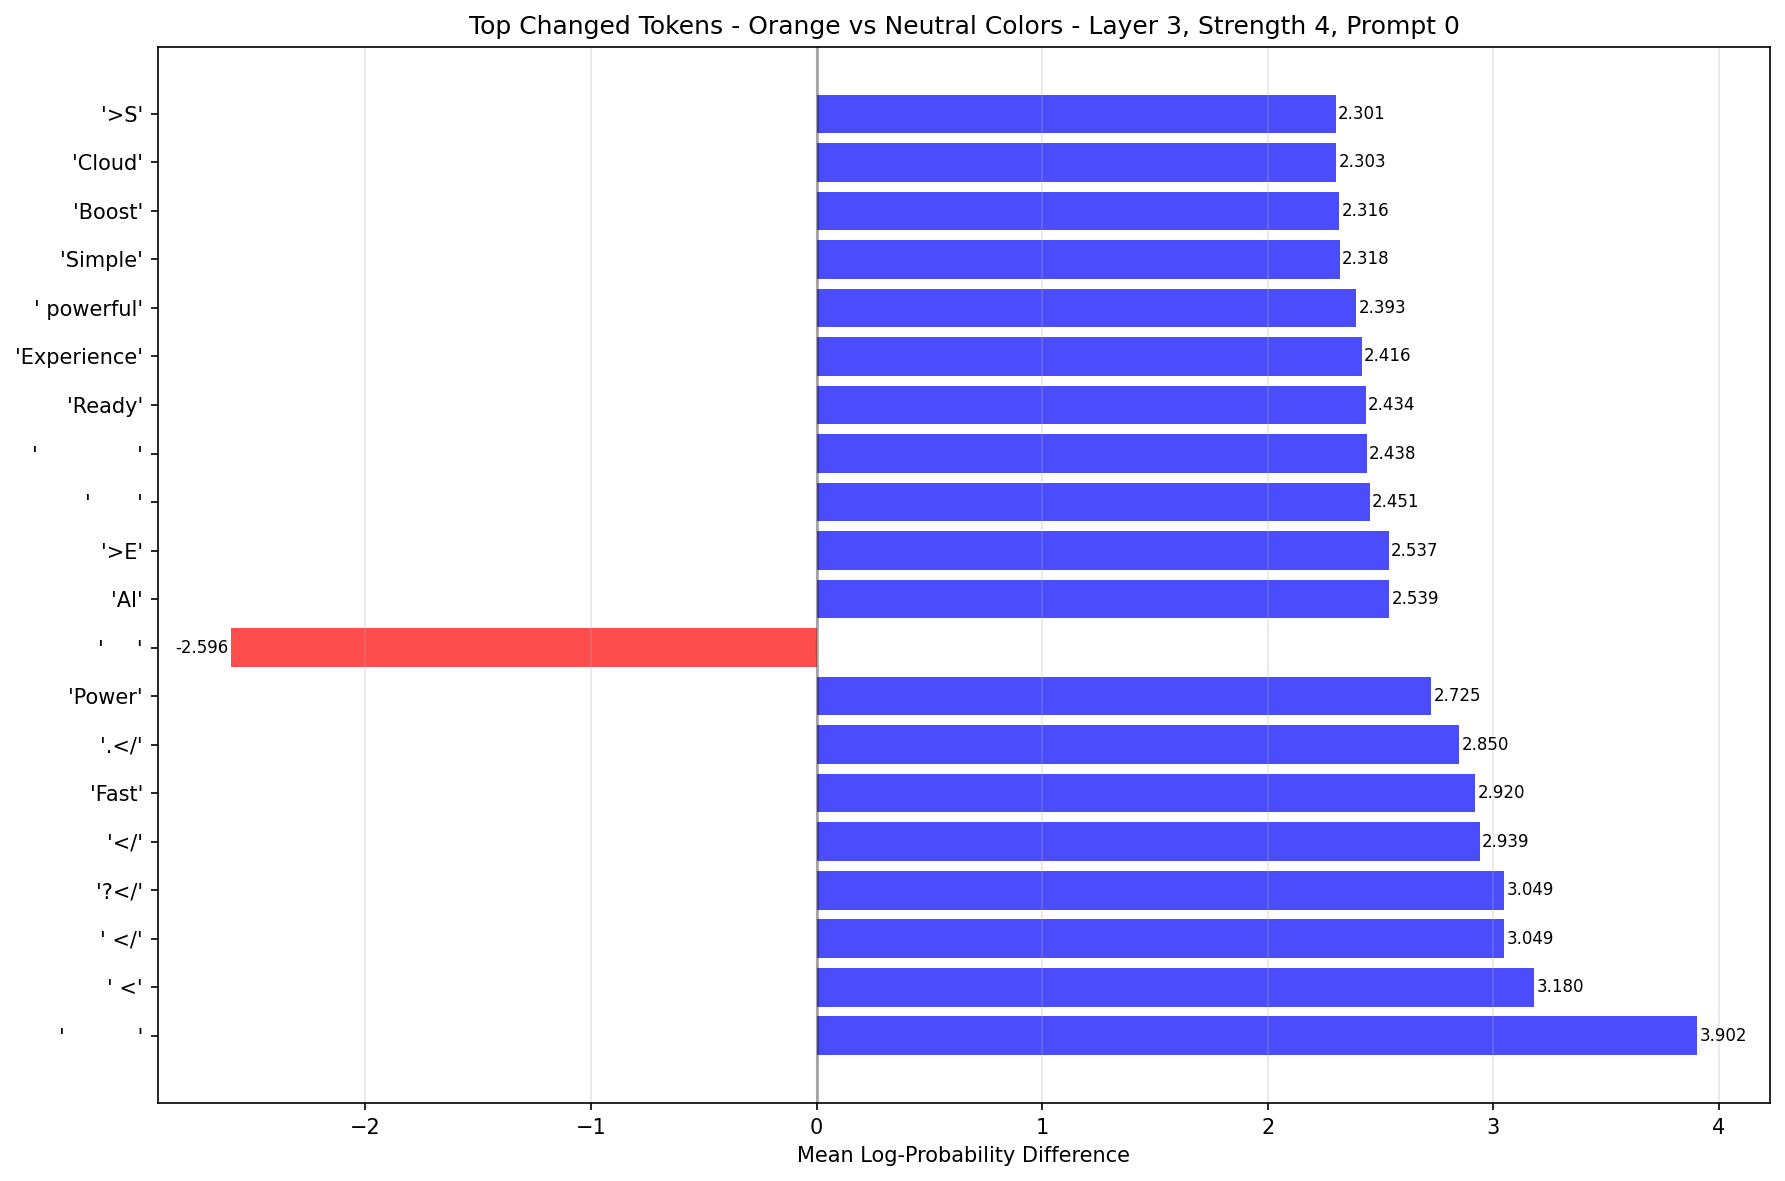 Top Changed Tokens - Orange vs Neutral Colors - Layer 3, Strength 4, Prompt 0
'>S' 2.301
'Cloud' 2.303
'Boost' 2.316
'Simple' 2.318
' powerful' 2.393
'Experience' 2.416
'Ready' 2.434
'                ' 2.438
'        ' 2.451
'>E' 2.537
'AI' 2.539
'     ' -2.596
'Power' 2.725
'.</' 2.850
'Fast' 2.920
'</' 2.939
'?</' 3.049
' </' 3.049
' <' 3.180
'            ' 3.902
−2 −1 0 1 2 3 4
Mean Log-Probability Difference